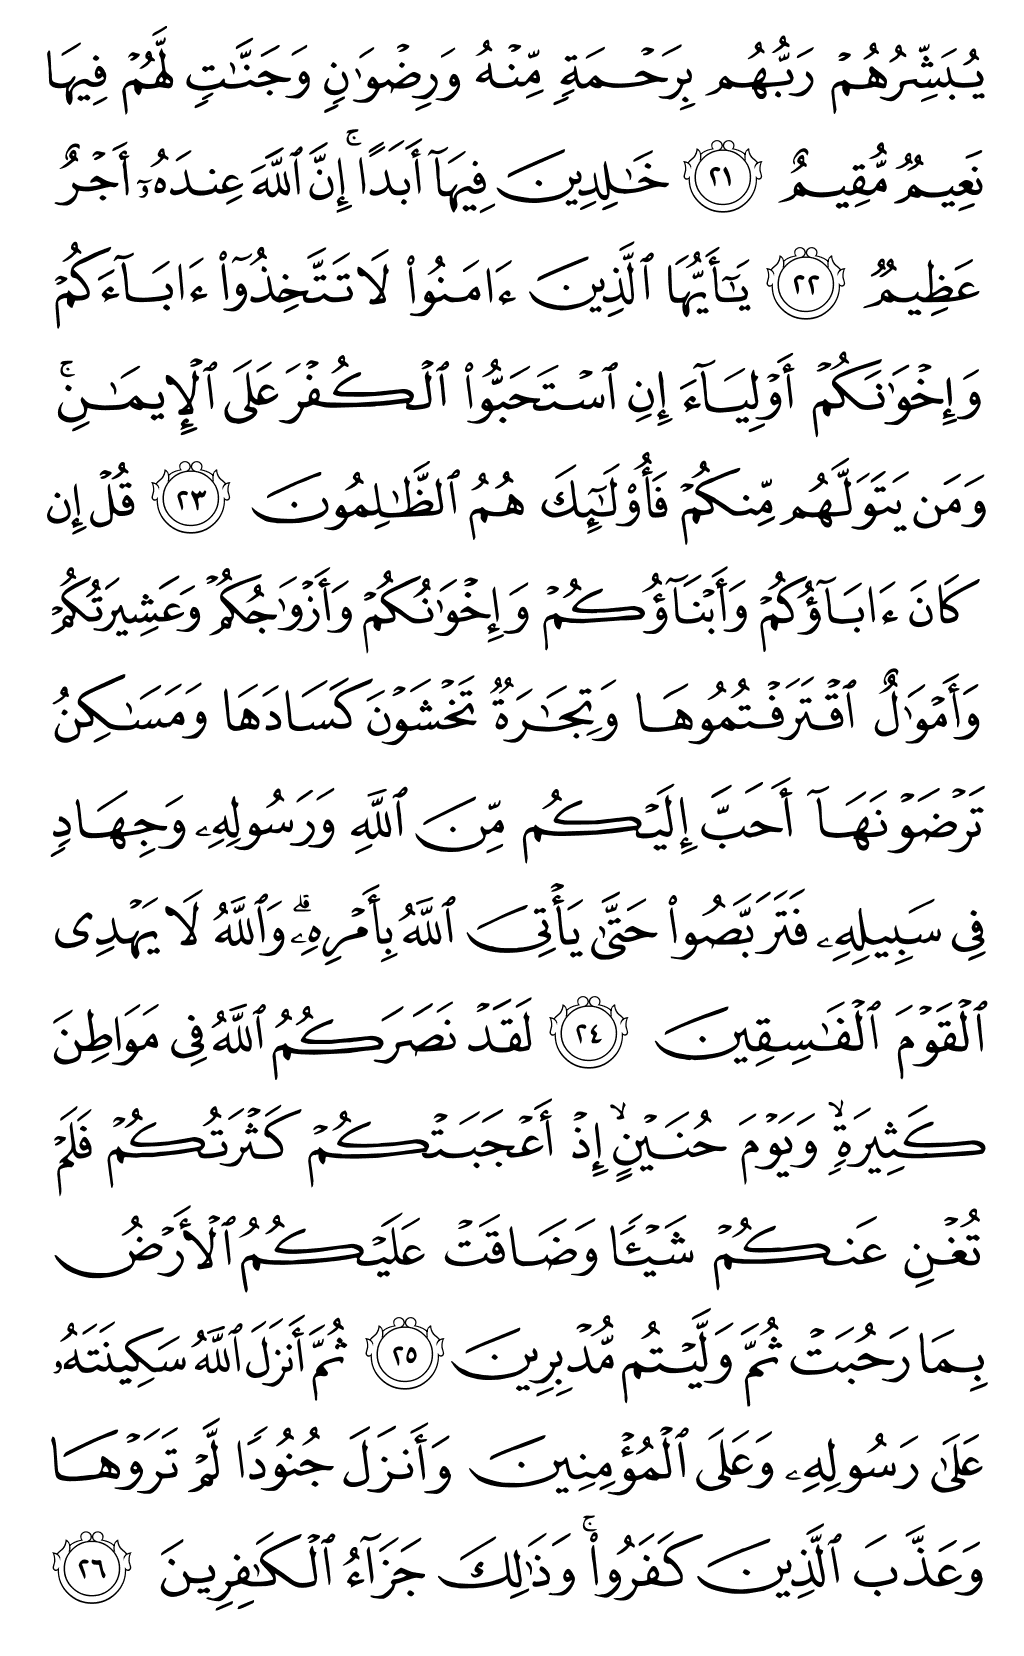 يُبَشِّرُهُمْ رَبُّهُم بِرَحْمَةٍ مِّنْهُ وَرِضْوَٰنٍ وَجَنَّٰتٍ لَّهُمْ فِيهَا
نَعِيمٌ مُّقِيمٌ ٢١ خَٰلِدِينَ فِيهَآ أَبَدًا ۚ إِنَّ ٱللَّهَ عِندَهُۥٓ أَجْرٌ
عَظِيمٌ ٢٢ يَٰٓأَيُّهَا ٱلَّذِينَ ءَامَنُوا۟ لَا تَتَّخِذُوٓا۟ ءَابَآءَكُمْ
وَإِخْوَٰنَكُمْ أَوْلِيَآءَ إِنِ ٱسْتَحَبُّوا۟ ٱلْكُفْرَ عَلَى ٱلْإِيمَٰنِ ۚ
وَمَن يَتَوَلَّهُم مِّنكُمْ فَأُو۟لَٰٓئِكَ هُمُ ٱلظَّٰلِمُونَ ٢٣ قُلْ إِن
كَانَ ءَابَآؤُكُمْ وَأَبْنَآؤُكُمْ وَإِخْوَٰنُكُمْ وَأَزْوَٰجُكُمْ وَعَشِيرَتُكُمْ
وَأَمْوَٰلٌ ٱقْتَرَفْتُمُوهَا وَتِجَٰرَةٌ تَخْشَوْنَ كَسَادَهَا وَمَسَٰكِنُ
تَرْضَوْنَهَآ أَحَبَّ إِلَيْكُم مِّنَ ٱللَّهِ وَرَسُولِهِۦ وَجِهَادٍ
فِى سَبِيلِهِۦ فَتَرَبَّصُوا۟ حَتَّىٰ يَأْتِىَ ٱللَّهُ بِأَمْرِهِۦ ۗ وَٱللَّهُ لَا يَهْدِى
ٱلْقَوْمَ ٱلْفَٰسِقِينَ ٢٤ لَقَدْ نَصَرَكُمُ ٱللَّهُ فِى مَوَاطِنَ
كَثِيرَةٍ ۙ وَيَوْمَ حُنَيْنٍ ۙ إِذْ أَعْجَبَتْكُمْ كَثْرَتُكُمْ فَلَمْ
تُغْنِ عَنكُمْ شَيْـًٔا وَضَاقَتْ عَلَيْكُمُ ٱلْأَرْضُ
بِمَا رَحُبَتْ ثُمَّ وَلَّيْتُم مُّدْبِرِينَ ٢٥ ثُمَّ أَنزَلَ ٱللَّهُ سَكِينَتَهُۥ
عَلَىٰ رَسُولِهِۦ وَعَلَى ٱلْمُؤْمِنِينَ وَأَنزَلَ جُنُودًا لَّمْ تَرَوْهَا
وَعَذَّبَ ٱلَّذِينَ كَفَرُوا۟ ۚ وَذَٰلِكَ جَزَآءُ ٱلْكَٰفِرِينَ ٢٦